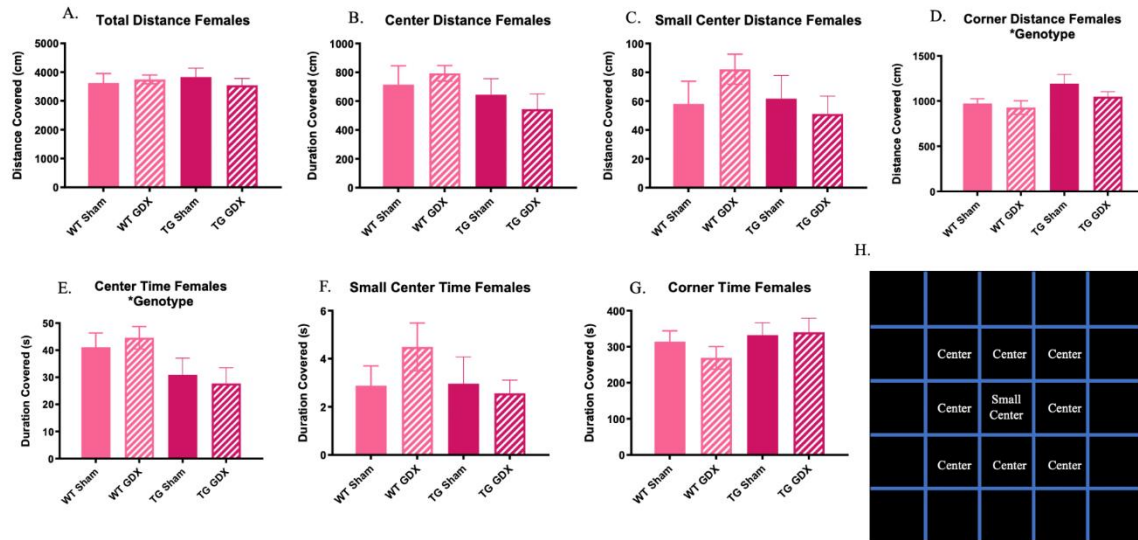 A.
Total Distance Females
Distance Covered (cm)
5000
4000
3000
2000
1000
0
WT Sham
WT GDX
TG Sham
TG GDX
B.
Center Distance Females
Duration Covered (cm)
1000
800
600
400
200
0
WT Sham
WT GDX
TG Sham
TG GDX
C.
Small Center Distance Females
Distance Covered (cm)
100
80
60
40
20
0
WT Sham
WT GDX
TG Sham
TG GDX
D.
Corner Distance Females
*Genotype
Distance Covered (cm)
1500
1000
500
0
WT Sham
WT GDX
TG Sham
TG GDX
E.
Center Time Females
*Genotype
Duration Covered (s)
50
40
30
20
10
0
WT Sham
WT GDX
TG Sham
TG GDX
F.
Small Center Time Females
Duration Covered (s)
6
4
2
0
WT Sham
WT GDX
TG Sham
TG GDX
G.
Corner Time Females
Duration Covered (s)
400
300
200
100
0
WT Sham
WT GDX
TG Sham
TG GDX
H.
Center Center Center
Center Small Center Center
Center Center Center